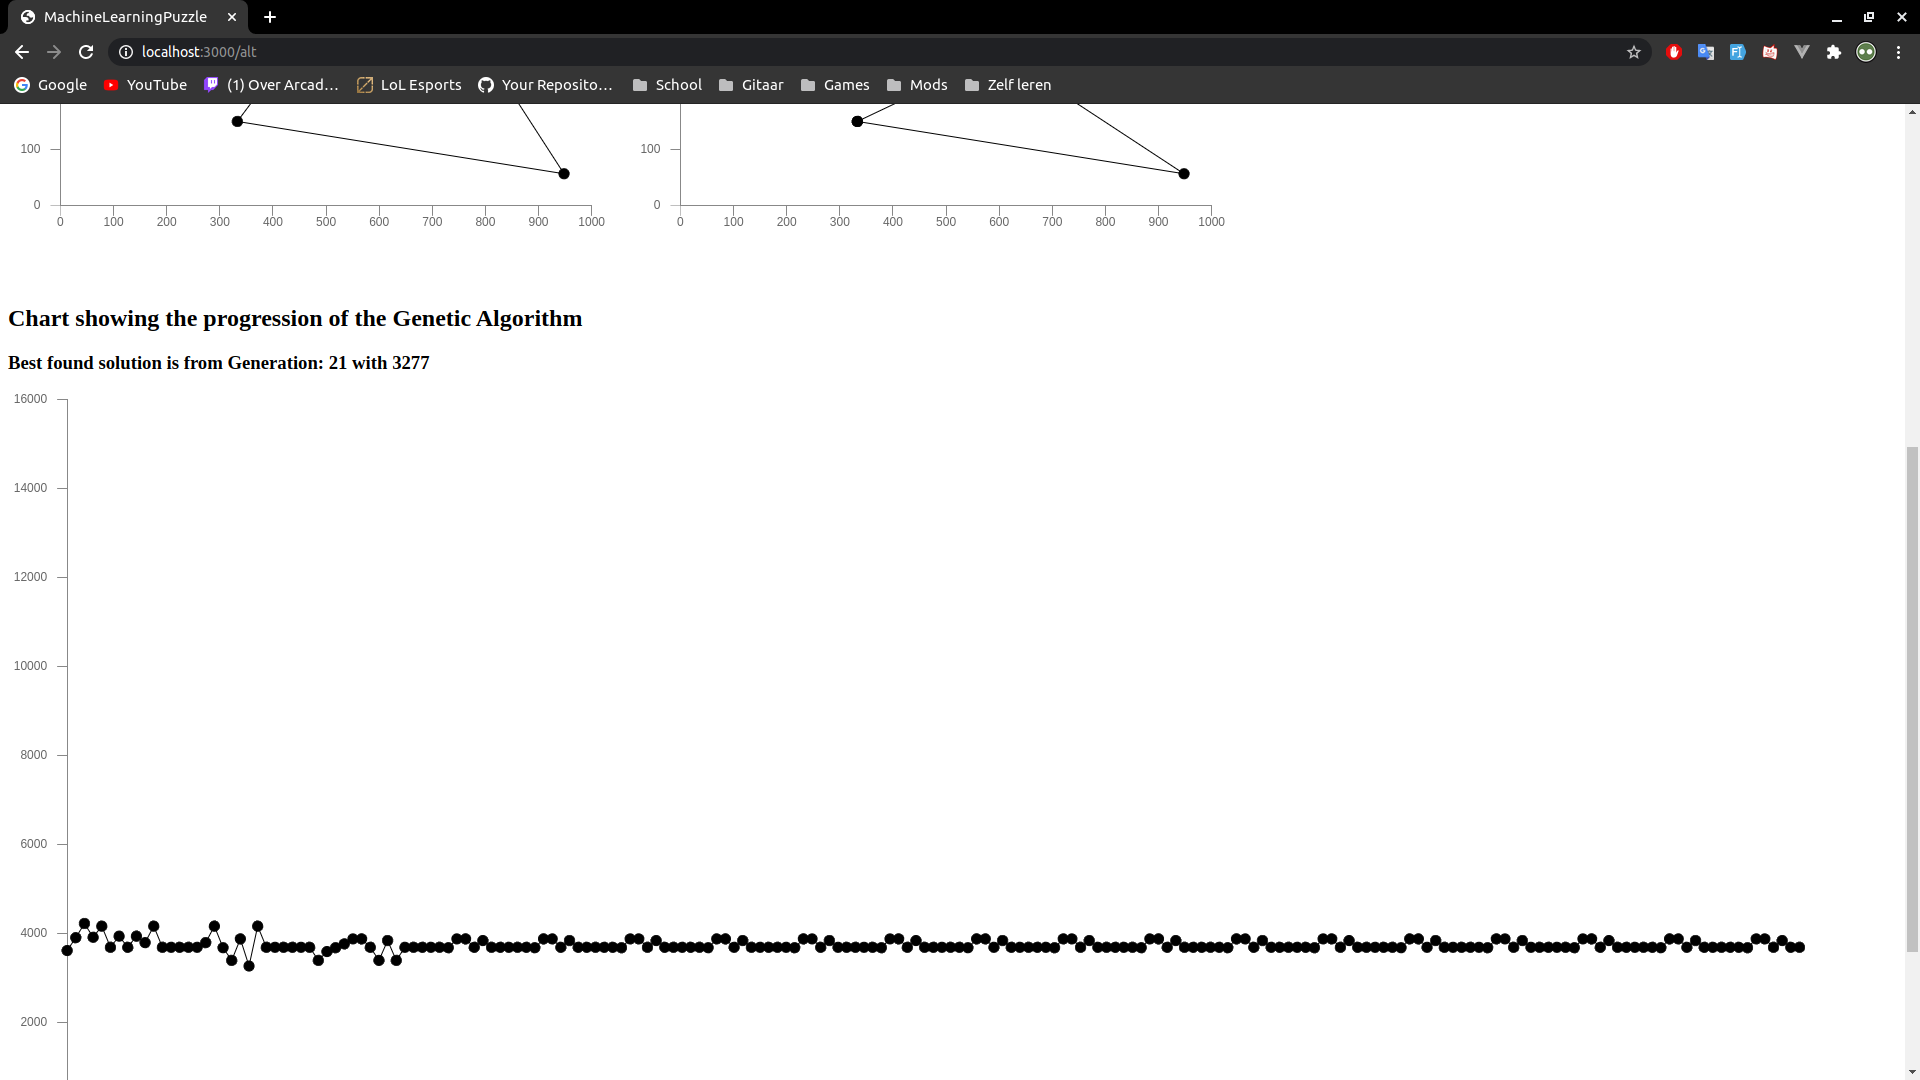 MachineLearningPuzzle
localhost:3000/alt
Google YouTube (1) Over Arcad... LoL Esports Your Reposito... School Gitaar Games Mods Zelf leren
100 100
0 0
0 100 200 300 400 500 600 700 800 900 1000 0 100 200 300 400 500 600 700 800 900 1000
Chart showing the progression of the Genetic Algorithm
Best found solution is from Generation: 21 with 3277
16000
14000
12000
10000
8000
6000
4000
2000